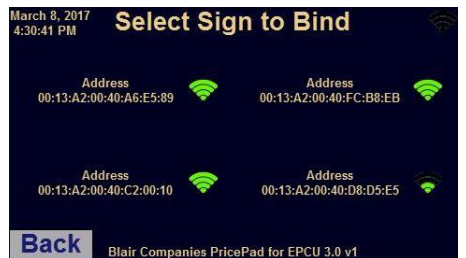 March 8, 2017
4:30:41 PM
Select Sign to Bind
Address
00:13:A2:00:40:A6:E5:89
Address
00:13:A2:00:40:FC:B8:EB
Address
00:13:A2:00:40:C2:00:10
Address
00:13:A2:00:40:D8:D5:E5
Back
Blair Companies PricePad for EPCU 3.0 v1